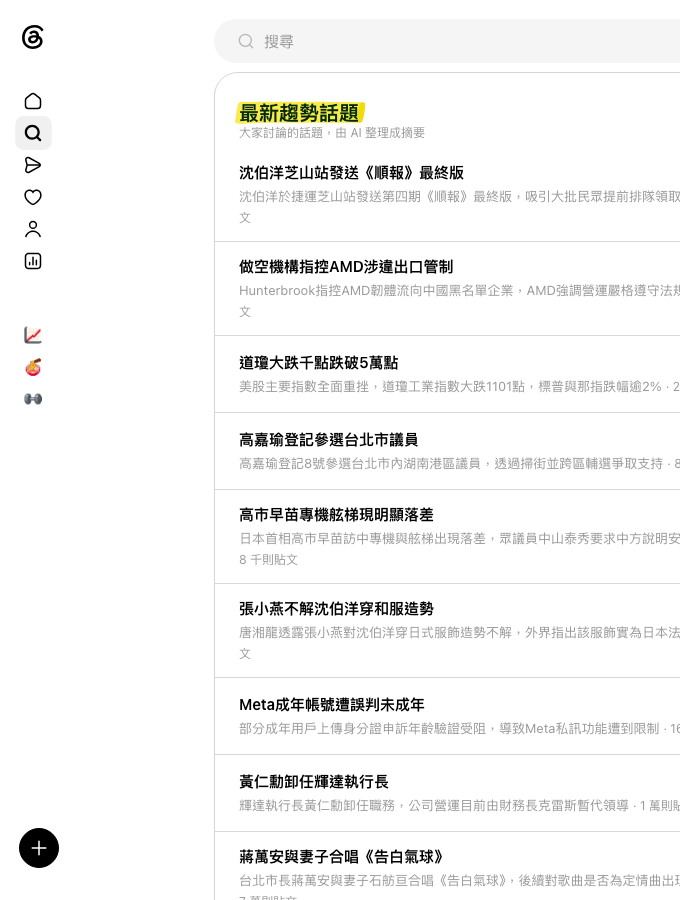 搜尋
最新趨勢話題
大家討論的話題，由 AI 整理成摘要
沈伯洋芝山站發送《順報》最終版
沈伯洋於捷運芝山站發送第四期《順報》最終版，吸引大批民眾提前排隊領取
文
做空機構指控AMD涉違出口管制
Hunterbrook指控AMD韌體流向中國黑名單企業，AMD強調營運嚴格遵守法規
文
道瓊大跌千點跌破5萬點
美股主要指數全面重挫，道瓊工業指數大跌1101點，標普與那指跌幅逾2% · 2
高嘉瑜登記參選台北市議員
高嘉瑜登記8號參選台北市內湖南港區議員，透過掃街並跨區輔選爭取支持 · 8
高市早苗專機舷梯現明顯落差
日本首相高市早苗訪中專機與舷梯出現落差，眾議員中山泰秀要求中方說明安
8 千則貼文
張小燕不解沈伯洋穿和服造勢
唐湘龍透露張小燕對沈伯洋穿日式服飾造勢不解，外界指出該服飾實為日本法
文
Meta成年帳號遭誤判未成年
部分成年用戶上傳身分證申訴年齡驗證受阻，導致Meta私訊功能遭到限制 · 16
黃仁勳卸任輝達執行長
輝達執行長黃仁勳卸任職務，公司營運目前由財務長克雷斯暫代領導 · 1 萬則貼
蔣萬安與妻子合唱《告白氣球》
台北市長蔣萬安與妻子石舫亘合唱《告白氣球》，後續對歌曲是否為定情曲出現
7 萬則貼文